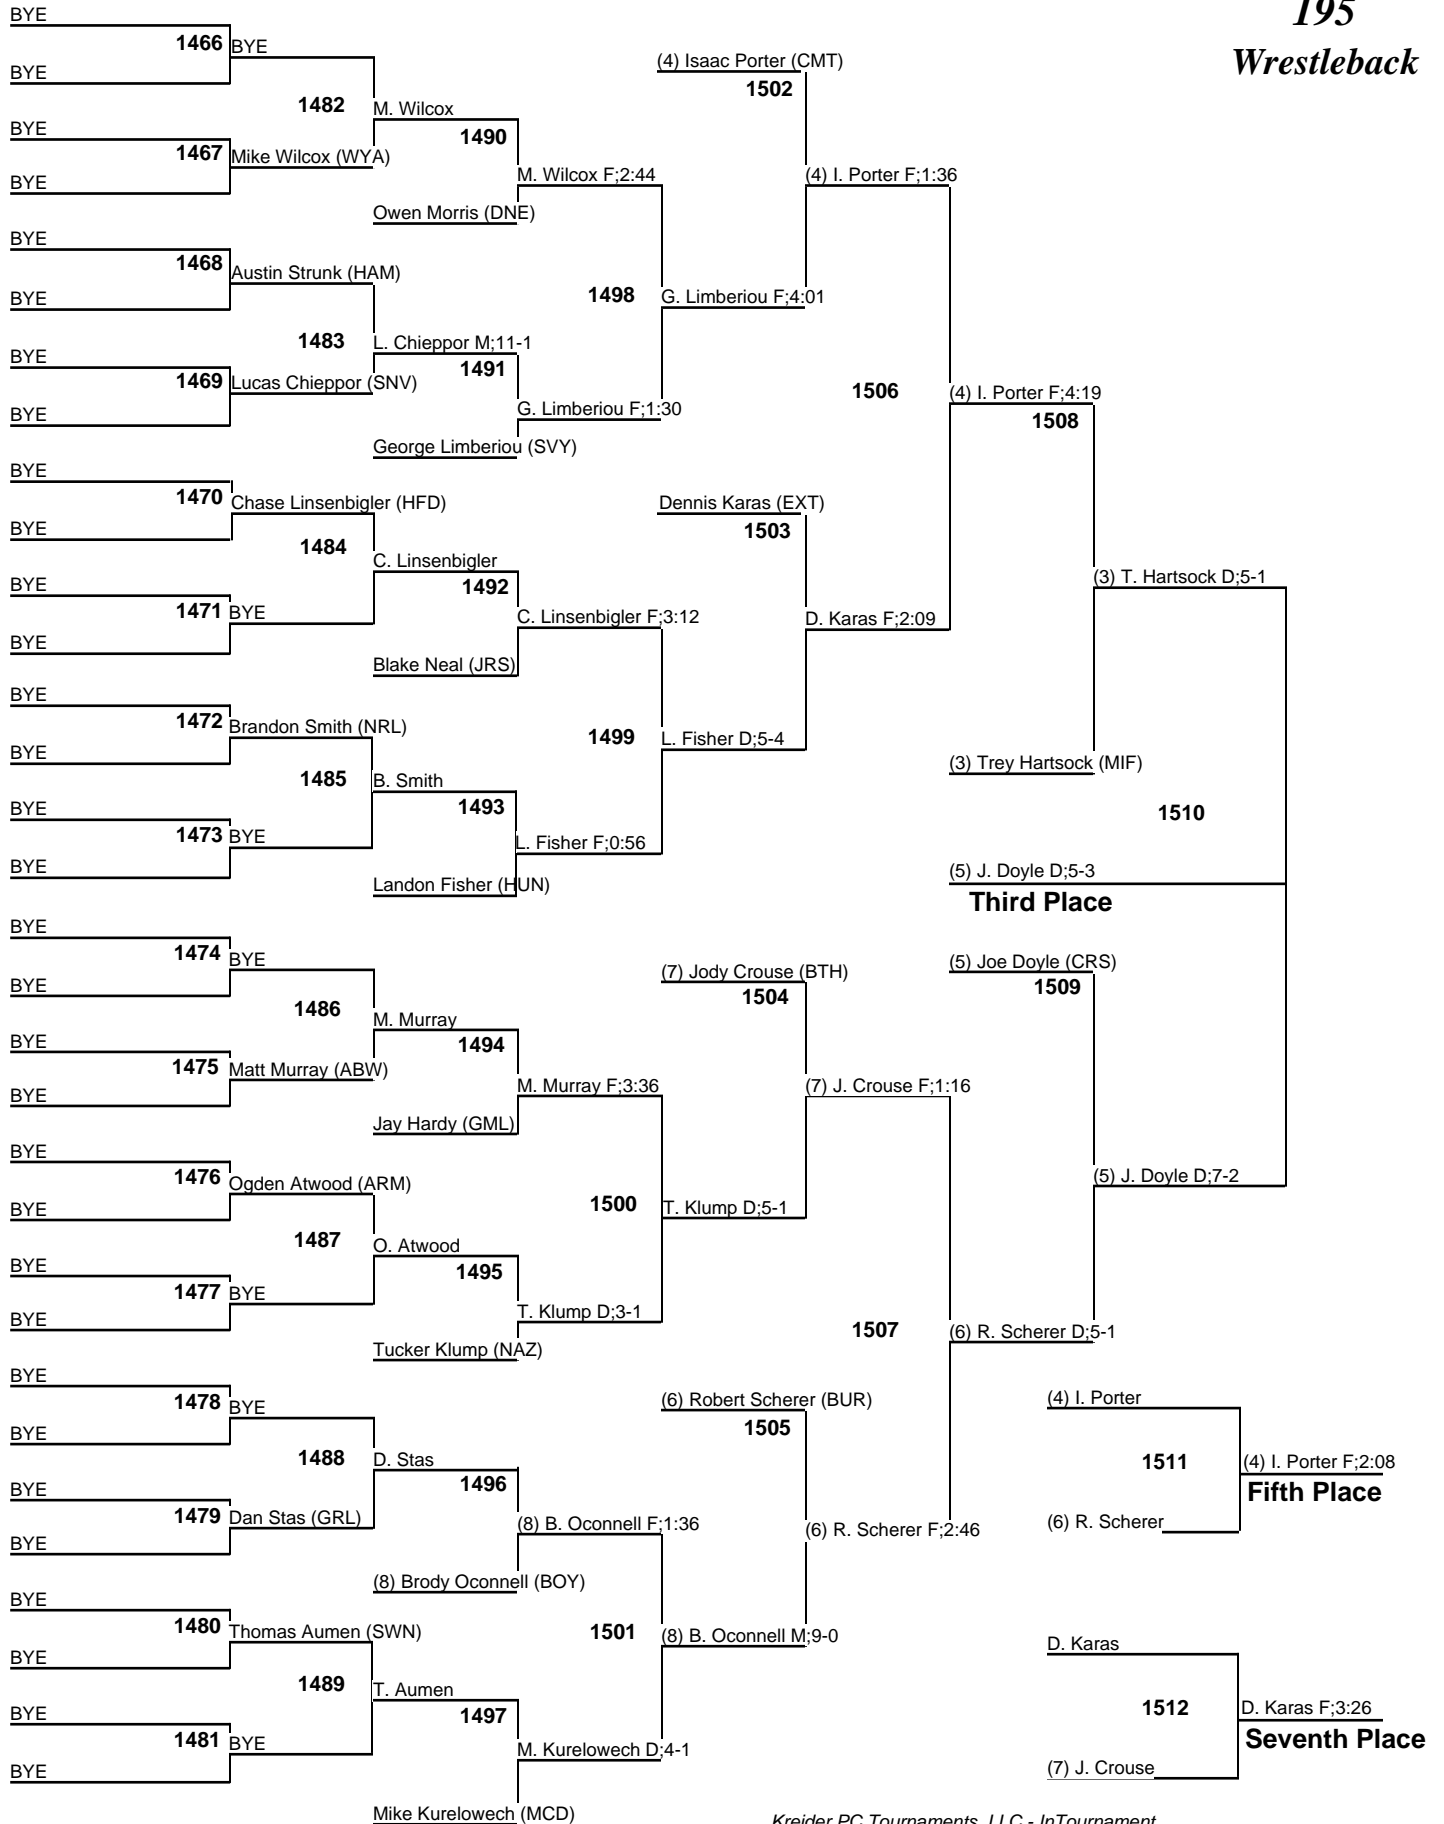 195
Wrestleback
BYE
1466 BYE
BYE
1482 M. Wilcox
BYE
1467 Mike Wilcox (WYA)
BYE
1490
M. Wilcox F;2:44
Owen Morris (DNE)
(4) Isaac Porter (CMT)
1502
(4) I. Porter F;1:36
BYE
1468 Austin Strunk (HAM)
BYE
1498 G. Limberiou F;4:01
1483 L. Chieppor M;11-1
BYE
1469 Lucas Chieppor (SNV)
BYE
1491
G. Limberiou F;1:30
George Limberiou (SVY)
1506 (4) I. Porter F;4:19
1508
BYE
1470 Chase Linsenbigler (HFD)
BYE
1484 C. Linsenbigler
BYE
1471 BYE
BYE
1492
C. Linsenbigler F;3:12
Blake Neal (JRS)
Dennis Karas (EXT)
1503
D. Karas F;2:09
(3) T. Hartsock D;5-1
BYE
1472 Brandon Smith (NRL)
BYE
1499 L. Fisher D;5-4
1485 B. Smith
BYE
1473 BYE
BYE
1493
L. Fisher F;0:56
Landon Fisher (HUN)
(3) Trey Hartsock (MIF)
1510
(5) J. Doyle D;5-3
Third Place
BYE
1474 BYE
BYE
1486 M. Murray
BYE
1475 Matt Murray (ABW)
BYE
1494
M. Murray F;3:36
Jay Hardy (GML)
(7) Jody Crouse (BTH)
1504
(7) J. Crouse F;1:16
(5) Joe Doyle (CRS)
1509
(5) J. Doyle D;7-2
BYE
1476 Ogden Atwood (ARM)
BYE
1500 T. Klump D;5-1
1487 O. Atwood
BYE
1477 BYE
BYE
1495
T. Klump D;3-1
Tucker Klump (NAZ)
1507 (6) R. Scherer D;5-1
BYE
1478 BYE
BYE
1488 D. Stas
BYE
1479 Dan Stas (GRL)
BYE
1496
(8) B. Oconnell F;1:36
(8) Brody Oconnell (BOY)
(6) Robert Scherer (BUR)
1505
(6) R. Scherer F;2:46
(4) I. Porter
1511 (4) I. Porter F;2:08
Fifth Place
(6) R. Scherer
BYE
1480 Thomas Aumen (SWN)
BYE
1501 (8) B. Oconnell M;9-0
1489 T. Aumen
BYE
1481 BYE
BYE
1497
M. Kurelowech D;4-1
Mike Kurelowech (MCD)
D. Karas
1512 D. Karas F;3:26
Seventh Place
(7) J. Crouse
Kreider PC Tournaments, LLC - InTournament